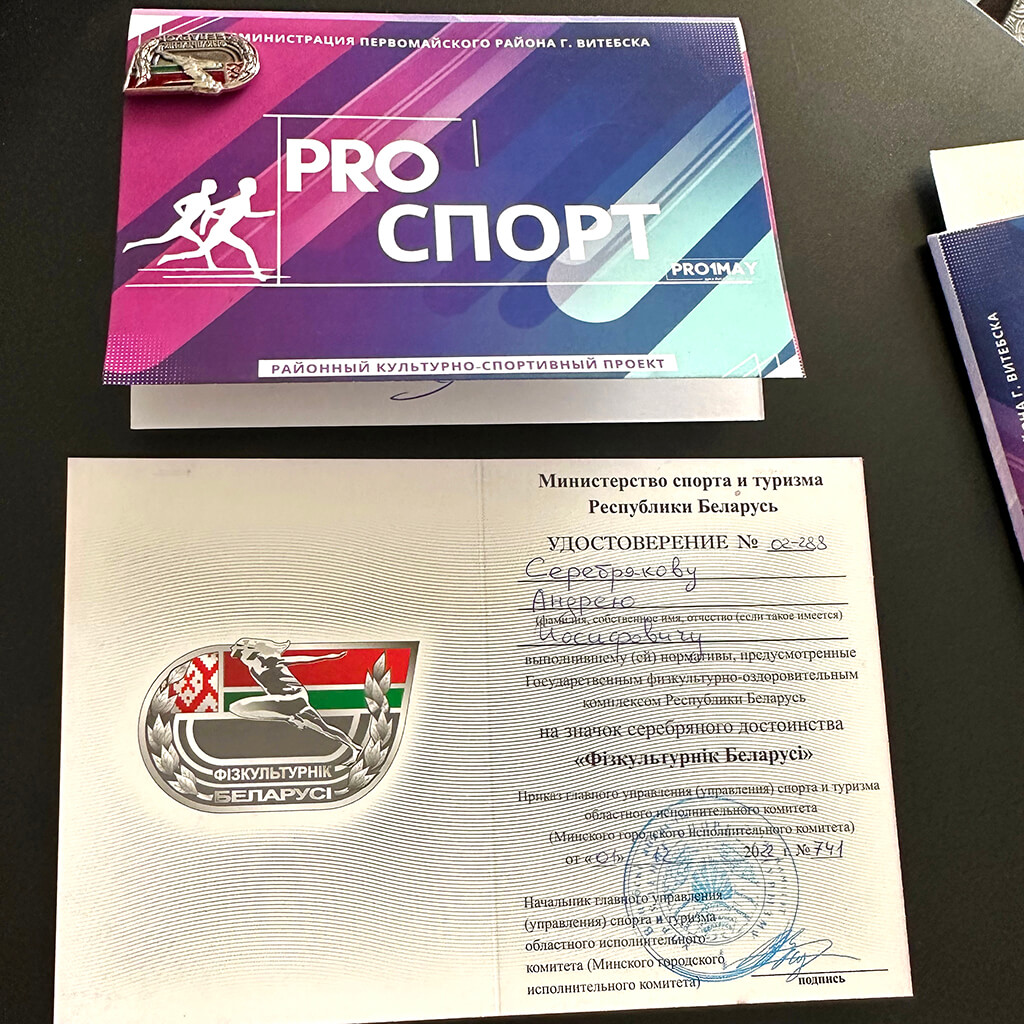 МИНИСТРАЦИЯ ПЕРВОМАЙСКОГО РАЙОНА Г. ВИТЕБСКА
PRO
СПОРТ
PRO1MAY
РАЙОННЫЙ КУЛЬТУРНО-СПОРТИВНЫЙ ПРОЕКТ
Г. ВИТЕБСКА
ФІЗКУЛЬТУРНІК
БЕЛАРУСІ
Министерство спорта и туризма
Республики Беларусь
УДОСТОВЕРЕНИЕ № 02-288
Серебрякову
Андрею
(фамилия, собственное имя, отчество (если такое имеется)
Иосифовичу
выполнившему (ей) нормативы, предусмотренные
Государственным физкультурно-оздоровительным
комплексом Республики Беларусь
на значок серебряного достоинства
«Фізкультурнік Беларусі»
Приказ главного управления (управления) спорта и туризма
областного исполнительного комитета
(Минского городского исполнительного комитета)
от «01» 2022 г. № 741
Начальник главного управления
(управления) спорта и туризма
областного исполнительного
комитета (Минского городского
исполнительного комитета)
подпись